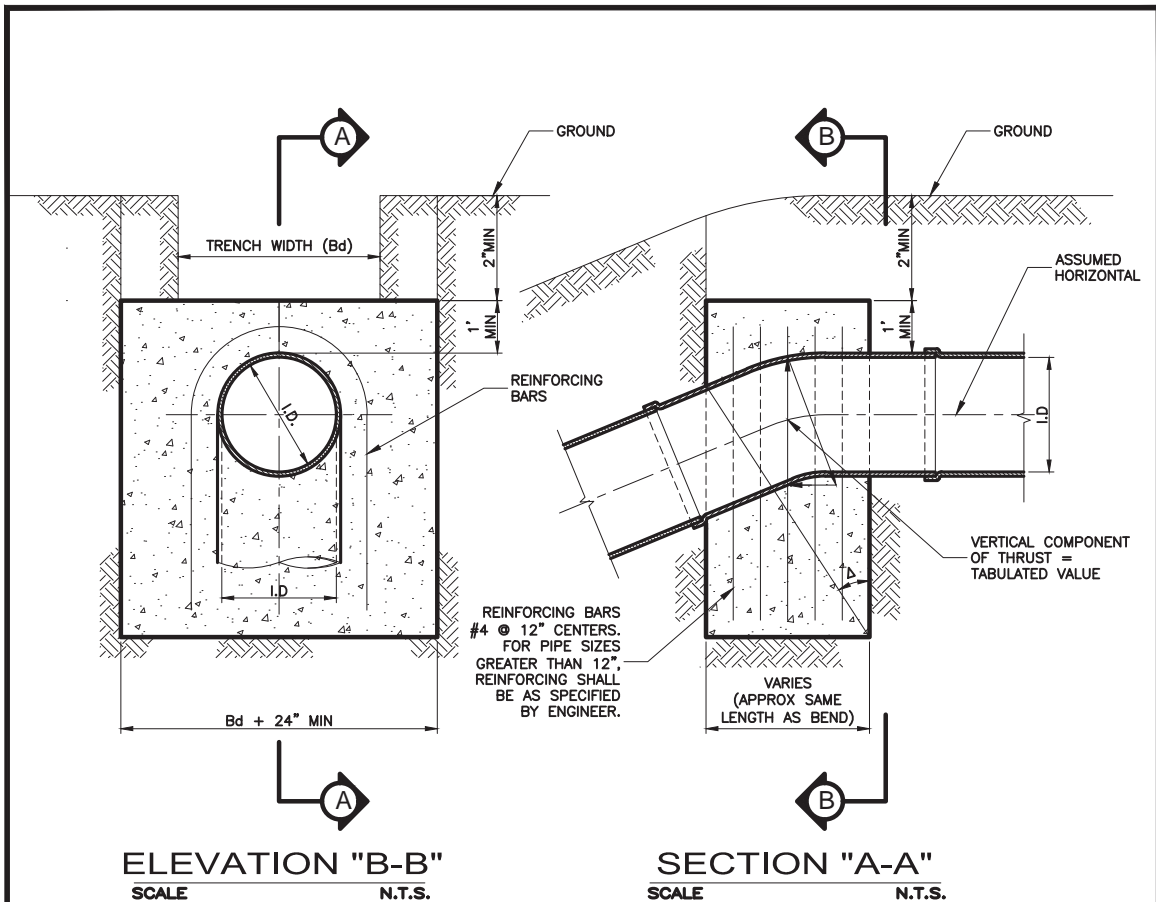 A
GROUND
TRENCH WIDTH (Bd)
2"MIN
1'
MIN
I.D.
REINFORCING
BARS
I.D
Bd + 24" MIN
A
ELEVATION "B-B"
SCALE N.T.S.
B
GROUND
2"MIN
ASSUMED
HORIZONTAL
1'
MIN
I.D
VERTICAL COMPONENT
OF THRUST =
TABULATED VALUE
Δ
REINFORCING BARS
#4 @ 12" CENTERS.
FOR PIPE SIZES
GREATER THAN 12",
REINFORCING SHALL
BE AS SPECIFIED
BY ENGINEER.
VARIES
(APPROX SAME
LENGTH AS BEND)
B
SECTION "A-A"
SCALE N.T.S.